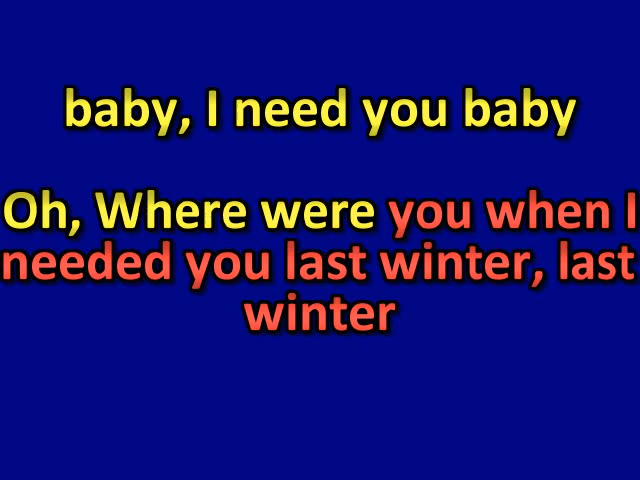 baby, I need you baby
Oh, Where were you when I
needed you last winter, last
winter